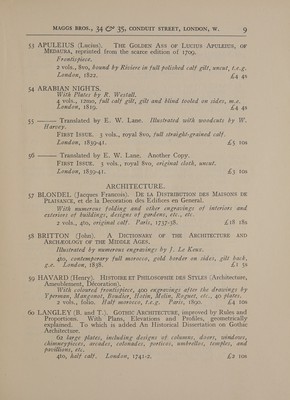 MAGGS BROS., 34 & 35, CONDUIT STREET, LONDON, W. 9
53 APULEIUS (Lucius). The Golden Ass of Lucius Apuleius, of
Medaura, reprinted from the scarce edition of 1709.
Frontispiece.
2 vols., 8vo, bound by Riviere in full polished calf gilt, uncut, t.e.g.
London, 1822. £4 4s
54 ARABIAN NIGHTS.
With Plates by R. Westall.
4 vols., 12mo, full calf gilt, gilt and blind tooled on sides, m.e.
London, 1819. £4 4s
55 ——— Translated by E. W. Lane. Illustrated with woodcuts by W.
Harvey.
First Issue. 3 vols., royal 8vo, full straight-grained calf.
London, 1839-41. £5 10s
56 ——— Translated by E. W. Lane. Another Copy.
First Issue. 3 vols., royal 8vo, original cloth, uncut.
London, 1839-41. £3 10s
ARCHITECTURE.
57 BLONDEL (Jacques Francois). De la Distribution des Maisons de
Plaisance, et de la Decoration des Edifices en General.
With numerous folding and other engravings of interiors and
exteriors of buildings, designs of gardens, etc., etc.
2 vols., 4to, original calf. Paris, 1737-38. £18 18s
58 BRITTON (John). A Dictionary of the Architecture and
Archæology of the Middle Ages.
Illustrated by numerous engravings by J. Le Keux.
4to, contemporary full morocco, gold border on sides, gilt back,
g.e. London, 1838. £1 5s
59 HAVARD (Henry). Histoire et Philosophie des Styles (Architecture,
Ameublement, Décoration).
With coloured frontispiece, 400 engravings after the drawings by
Yperman, Mangonot, Boudier, Hotin, Melin, Roguet, etc., 40 plates.
2 vols., folio. Half morocco, t.e.g. Paris, 1899. £4 10s
60 LANGLEY (B. and T.). Gothic Architecture, improved by Rules and
Proportions. With Plans, Elevations and Profiles, geometrically
explained. To which is added An Historical Dissertation on Gothic
Architecture.
62 large plates, including designs of columns, doors, windows,
chimneypieces, arcades, colonades, portices, umbrellos, temples, and
pavillions, etc.
4to, half calf. London, 1741-2. £2 10s